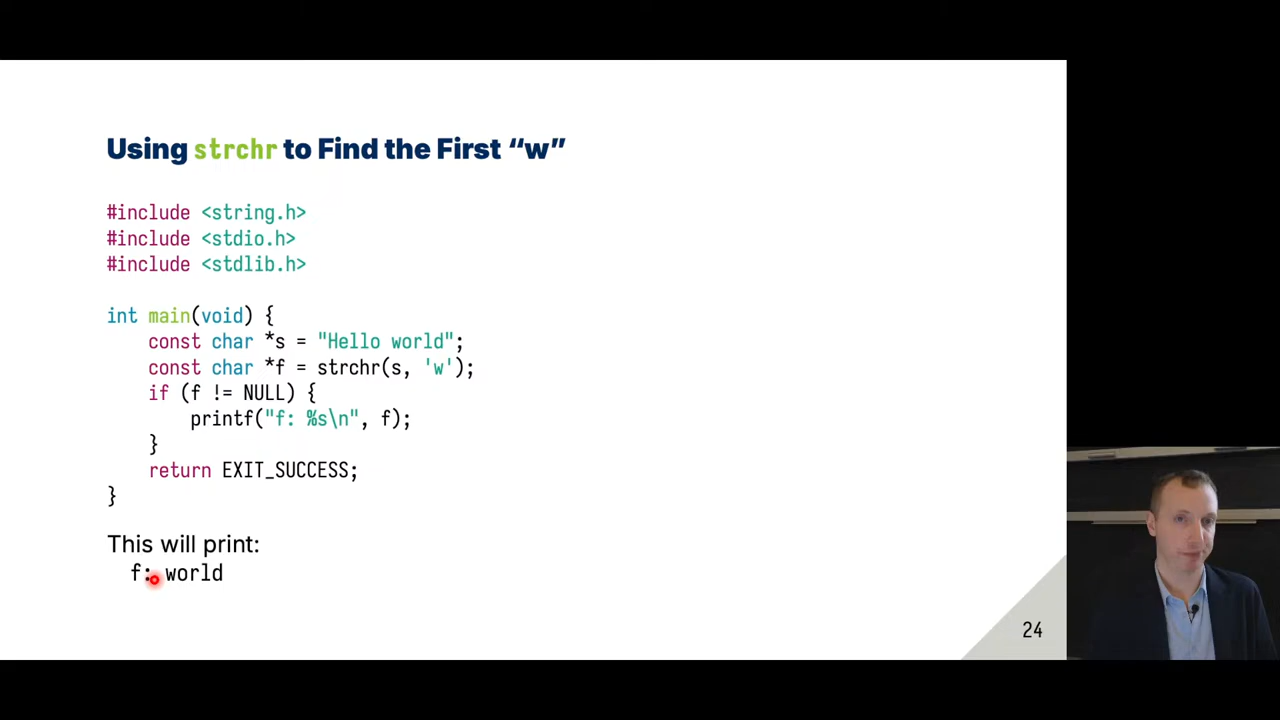 Using strchr to Find the First “w”
#include <string.h>
#include <stdio.h>
#include <stdlib.h>
int main(void) {
    const char *s = "Hello world";
    const char *f = strchr(s, 'w');
    if (f != NULL) {
        printf("f: %s\n", f);
    }
    return EXIT_SUCCESS;
}
This will print:
f: world
24